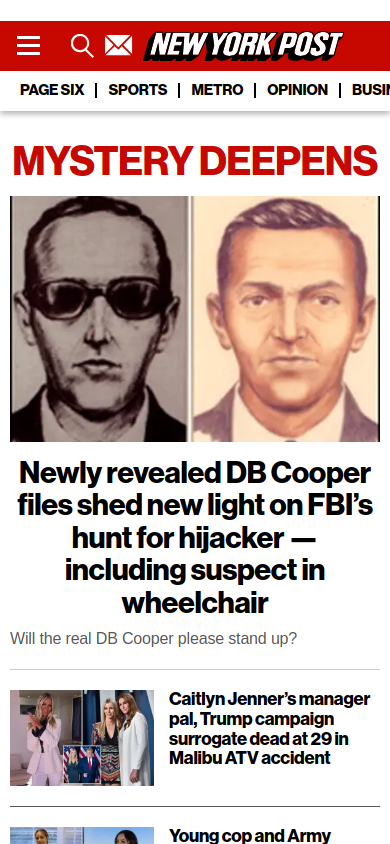 NEW YORK POST
PAGE SIX
SPORTS
METRO
OPINION
BUSIN
MYSTERY DEEPENS
Newly revealed DB Cooper
files shed new light on FBI’s
hunt for hijacker —
including suspect in
wheelchair
Will the real DB Cooper please stand up?
Caitlyn Jenner’s manager
pal, Trump campaign
surrogate dead at 29 in
Malibu ATV accident
Young cop and Army